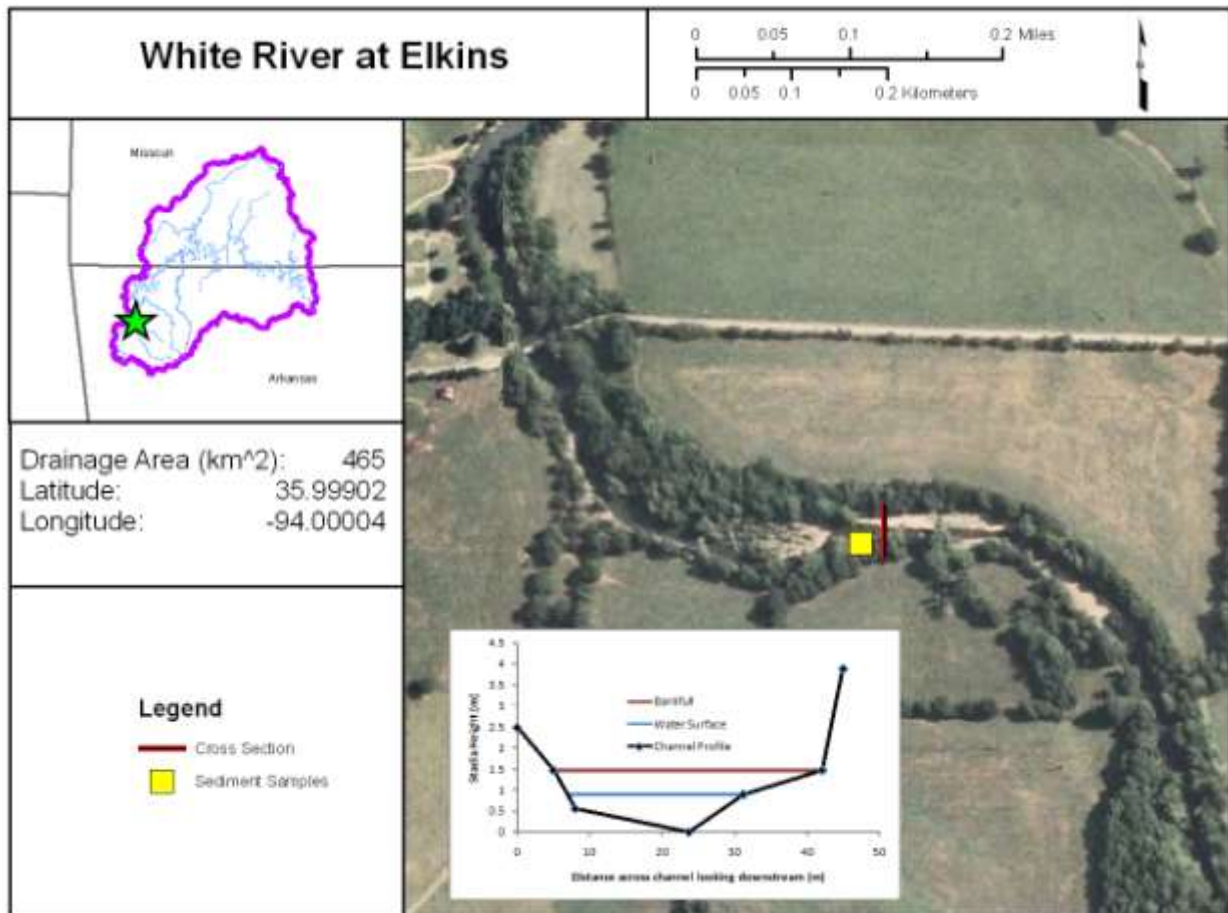 White River at Elkins
0 0.05 0.1 0.2 Miles
0 0.05 0.1 0.2 Kilometers
Missouri
Arkansas
Drainage Area (km^2): 465
Latitude: 35.99902
Longitude: -94.00004
Legend
Cross Section
Sediment Samples
4.5
4
3.5
3
2.5
2
1.5
1
0.5
0
Stadia Height (m)
Bankfull
Water Surface
Channel Profile
0 10 20 30 40 50
Distance across channel looking downstream (m)